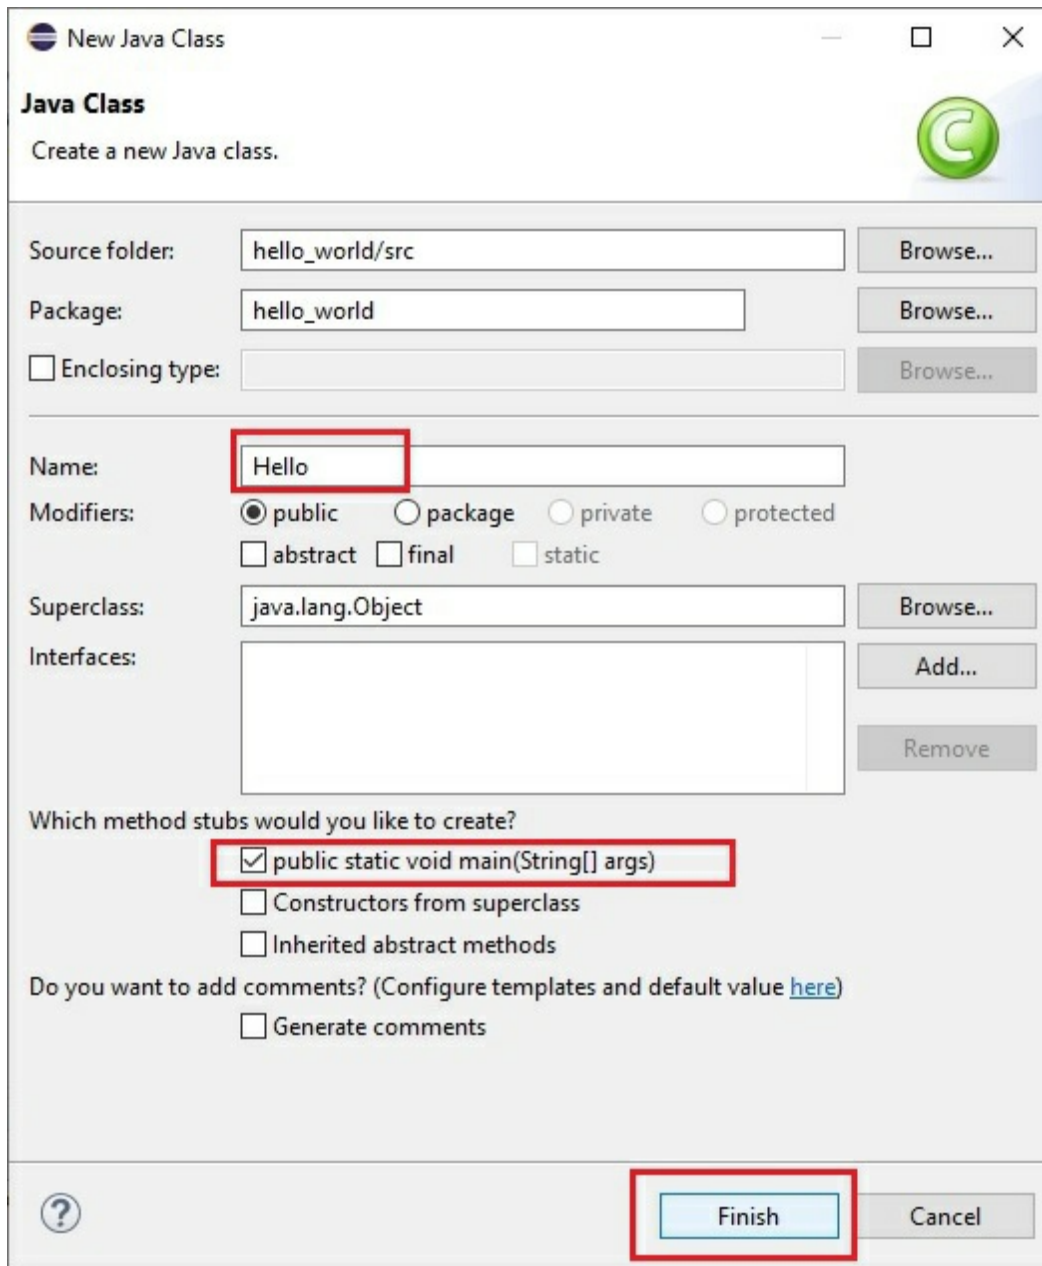 New Java Class
Java Class
Create a new Java class.
Source folder: hello_world/src Browse...
Package: hello_world Browse...
Enclosing type: Browse...
Name: Hello
Modifiers: public package private protected
abstract final static
Superclass: java.lang.Object Browse...
Interfaces: Add...
Remove
Which method stubs would you like to create?
public static void main(String[] args)
Constructors from superclass
Inherited abstract methods
Do you want to add comments? (Configure templates and default value here)
Generate comments
? Finish Cancel